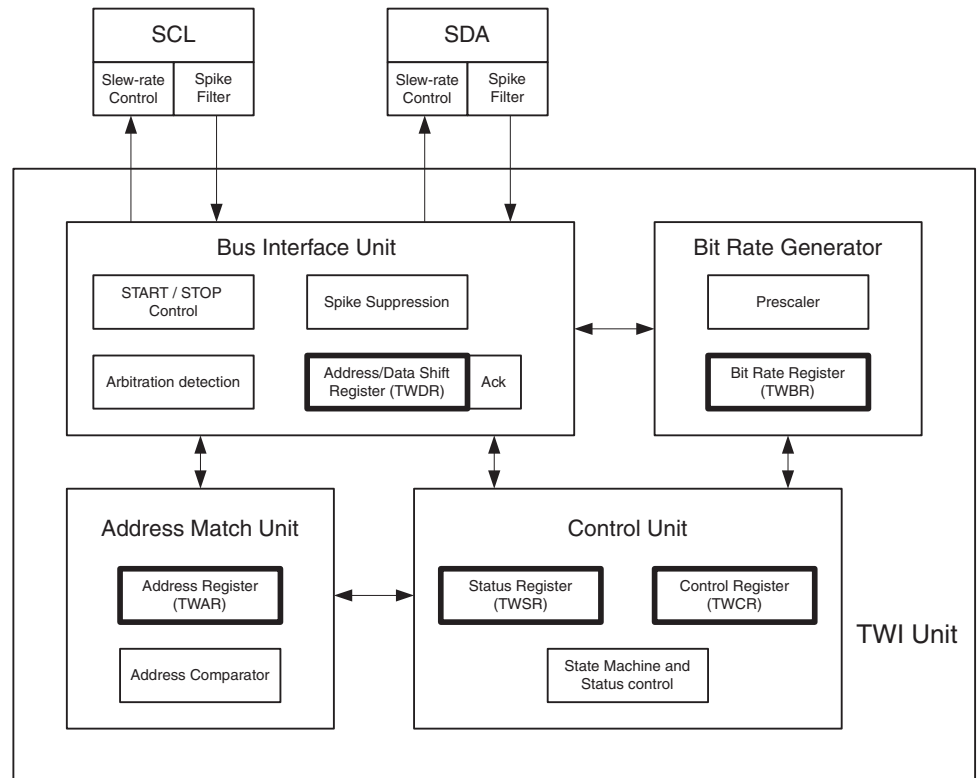 SCL
Slew-rate
Control
Spike
Filter
SDA
Slew-rate
Control
Spike
Filter
Bus Interface Unit
START / STOP
Control
Spike Suppression
Arbitration detection
Address/Data Shift
Register (TWDR)
Ack
Bit Rate Generator
Prescaler
Bit Rate Register
(TWBR)
Address Match Unit
Address Register
(TWAR)
Address Comparator
Control Unit
Status Register
(TWSR)
Control Register
(TWCR)
State Machine and
Status control
TWI Unit